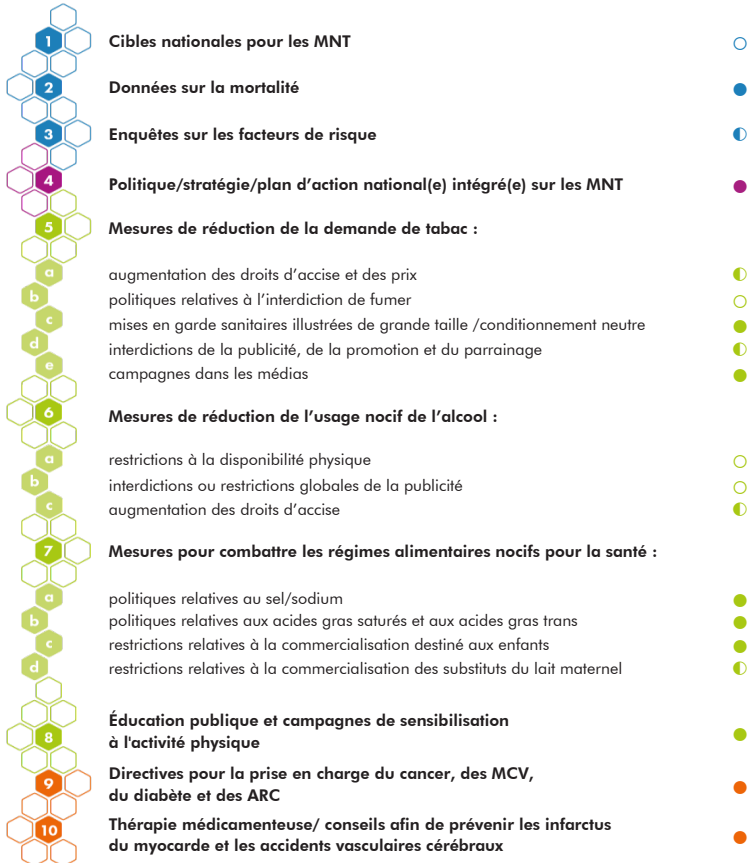 1 Cibles nationales pour les MNT
2 Données sur la mortalité
3 Enquêtes sur les facteurs de risque
4 Politique/stratégie/plan d’action national(e) intégré(e) sur les MNT
5 Mesures de réduction de la demande de tabac :
a augmentation des droits d’accise et des prix
b politiques relatives à l’interdiction de fumer
c mises en garde sanitaires illustrées de grande taille /conditionnement neutre
d interdictions de la publicité, de la promotion et du parrainage
e campagnes dans les médias
6 Mesures de réduction de l’usage nocif de l’alcool :
a restrictions à la disponibilité physique
b interdictions ou restrictions globales de la publicité
c augmentation des droits d’accise
7 Mesures pour combattre les régimes alimentaires nocifs pour la santé :
a politiques relatives au sel/sodium
b politiques relatives aux acides gras saturés et aux acides gras trans
c restrictions relatives à la commercialisation destiné aux enfants
d restrictions relatives à la commercialisation des substituts du lait maternel
8 Éducation publique et campagnes de sensibilisation
à l'activité physique
9 Directives pour la prise en charge du cancer, des MCV,
du diabète et des ARC
10 Thérapie médicamenteuse/ conseils afin de prévenir les infarctus
du myocarde et les accidents vasculaires cérébraux